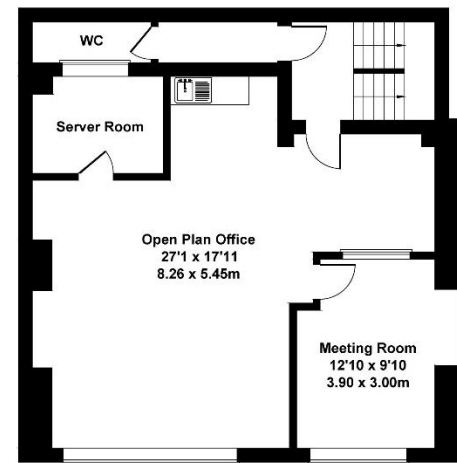 WC
Server Room
Open Plan Office
27'1 x 17'11
8.26 x 5.45m
Meeting Room
12'10 x 9'10
3.90 x 3.00m